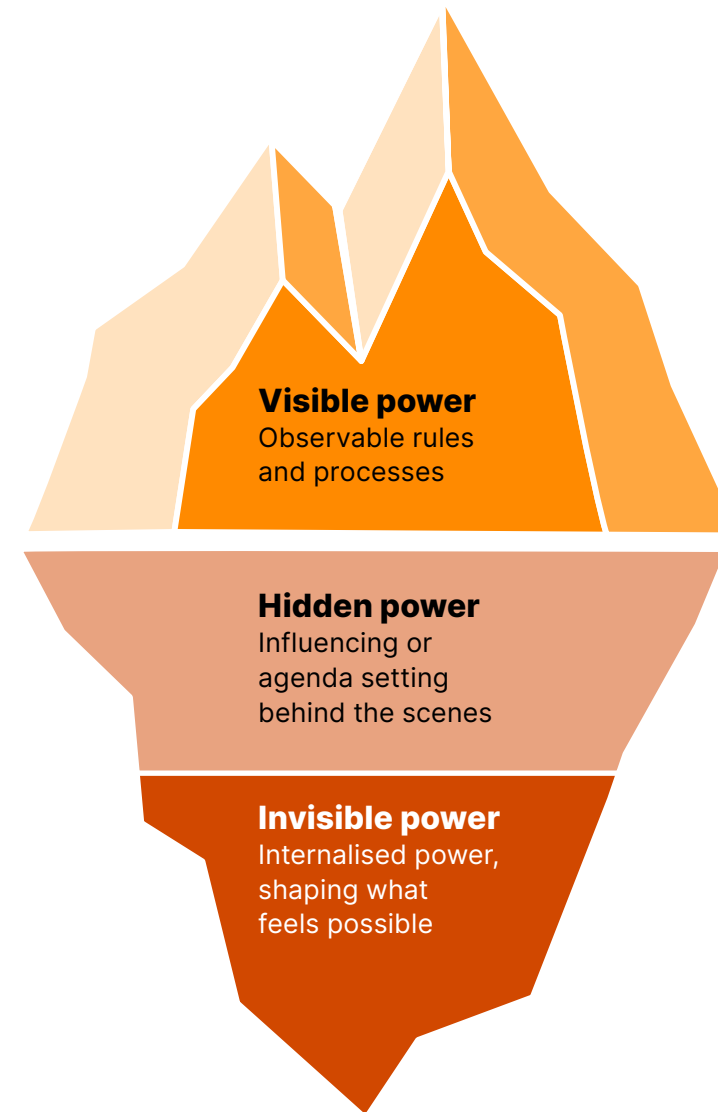 Visible power
Observable rules
and processes
Hidden power
Influencing or
agenda setting
behind the scenes
Invisible power
Internalised power,
shaping what
feels possible